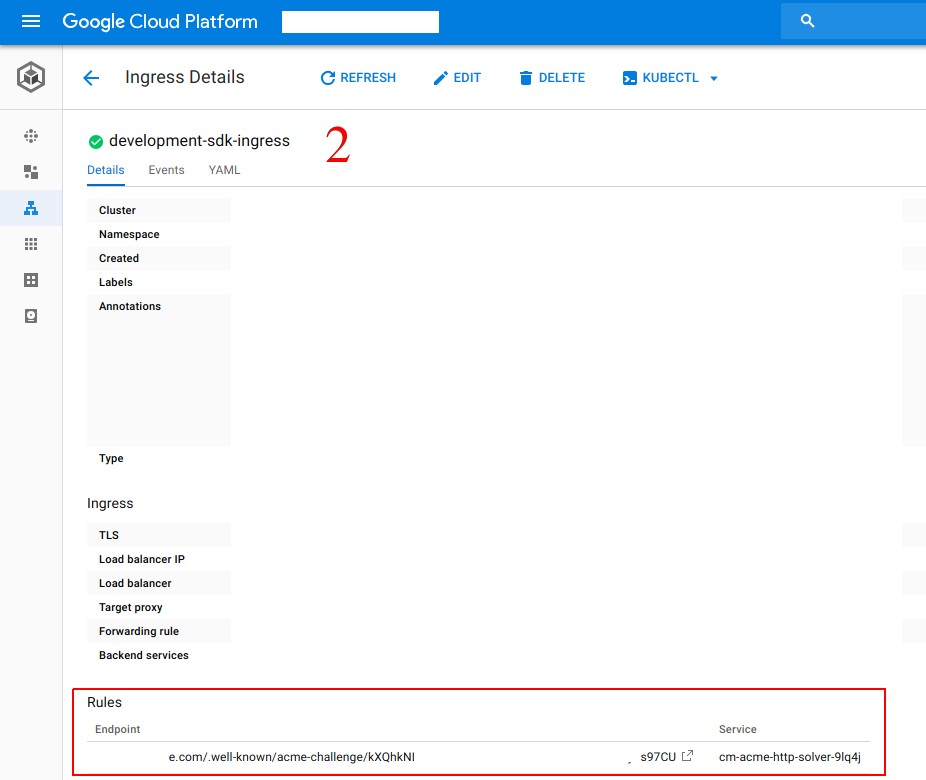 Google Cloud Platform
Ingress Details
REFRESH
EDIT
DELETE
KUBECTL
development-sdk-ingress
2
Details
Events
YAML
Cluster
Namespace
Created
Labels
Annotations
Type
Ingress
TLS
Load balancer IP
Load balancer
Target proxy
Forwarding rule
Backend services
Rules
Endpoint Service
e.com/.well-known/acme-challenge/kXQhkNI s97CU cm-acme-http-solver-9lq4j